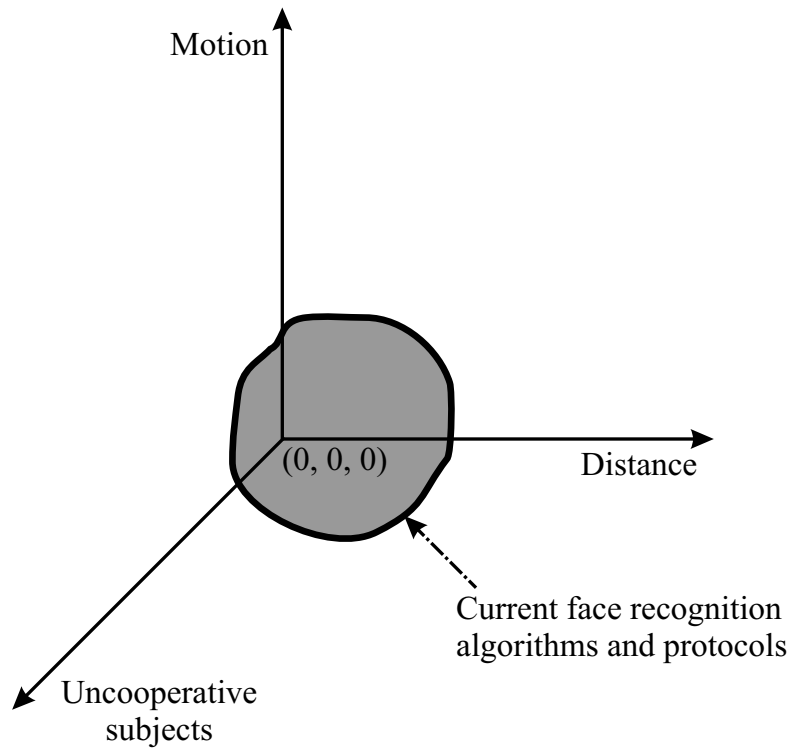 Motion
(0, 0, 0)
Distance
Current face recognition
algorithms and protocols
Uncooperative
subjects